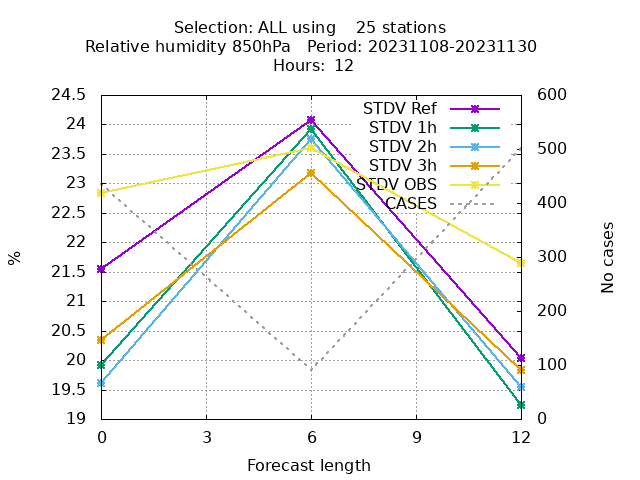 Selection: ALL using    25 stations
Relative humidity 850hPa   Period: 20231108-20231130
Hours: 12
24.5
24
23.5
23
22.5
22
21.5
21
20.5
20
19.5
19
%
600
500
400
300
200
100
0
No cases
STDV Ref
STDV 1h
STDV 2h
STDV 3h
STDV OBS
CASES
0 3 6 9 12
Forecast length